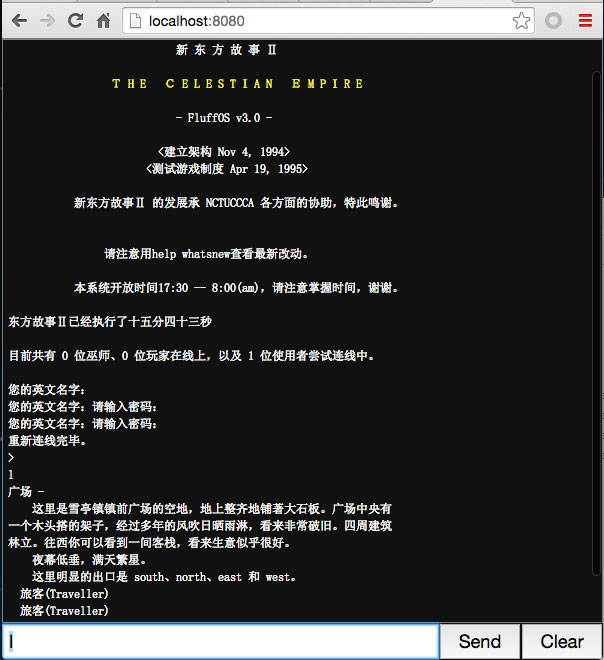 localhost:8080
新 东 方 故 事 Ⅱ
T H E  C E L E S T I A N  E M P I R E
- FluffOS v3.0 -
<建立架构 Nov 4, 1994>
<测试游戏制度 Apr 19, 1995>
新东方故事Ⅱ 的发展承 NCTUCCCA 各方面的协助，特此鸣谢。
请注意用help whatsnew查看最新改动。
本系统开放时间17:30 -- 8:00(am)，请注意掌握时间，谢谢。
东方故事Ⅱ已经执行了十五分四十三秒
目前共有 0 位巫师、0 位玩家在线上，以及 1 位使用者尝试连线中。
您的英文名字：
您的英文名字：请输入密码：
您的英文名字：请输入密码：
重新连线完毕。
>
l
广场 -
这里是雪亭镇镇前广场的空地，地上整齐地铺著大石板。广场中央有
一个木头搭的架子，经过多年的风吹日晒雨淋，看来非常破旧。四周建筑
林立。往西你可以看到一间客栈，看来生意似乎很好。
夜幕低垂，满天繁星。
这里明显的出口是 south、north、east 和 west。
旅客(Traveller)
旅客(Traveller)
l
Send
Clear